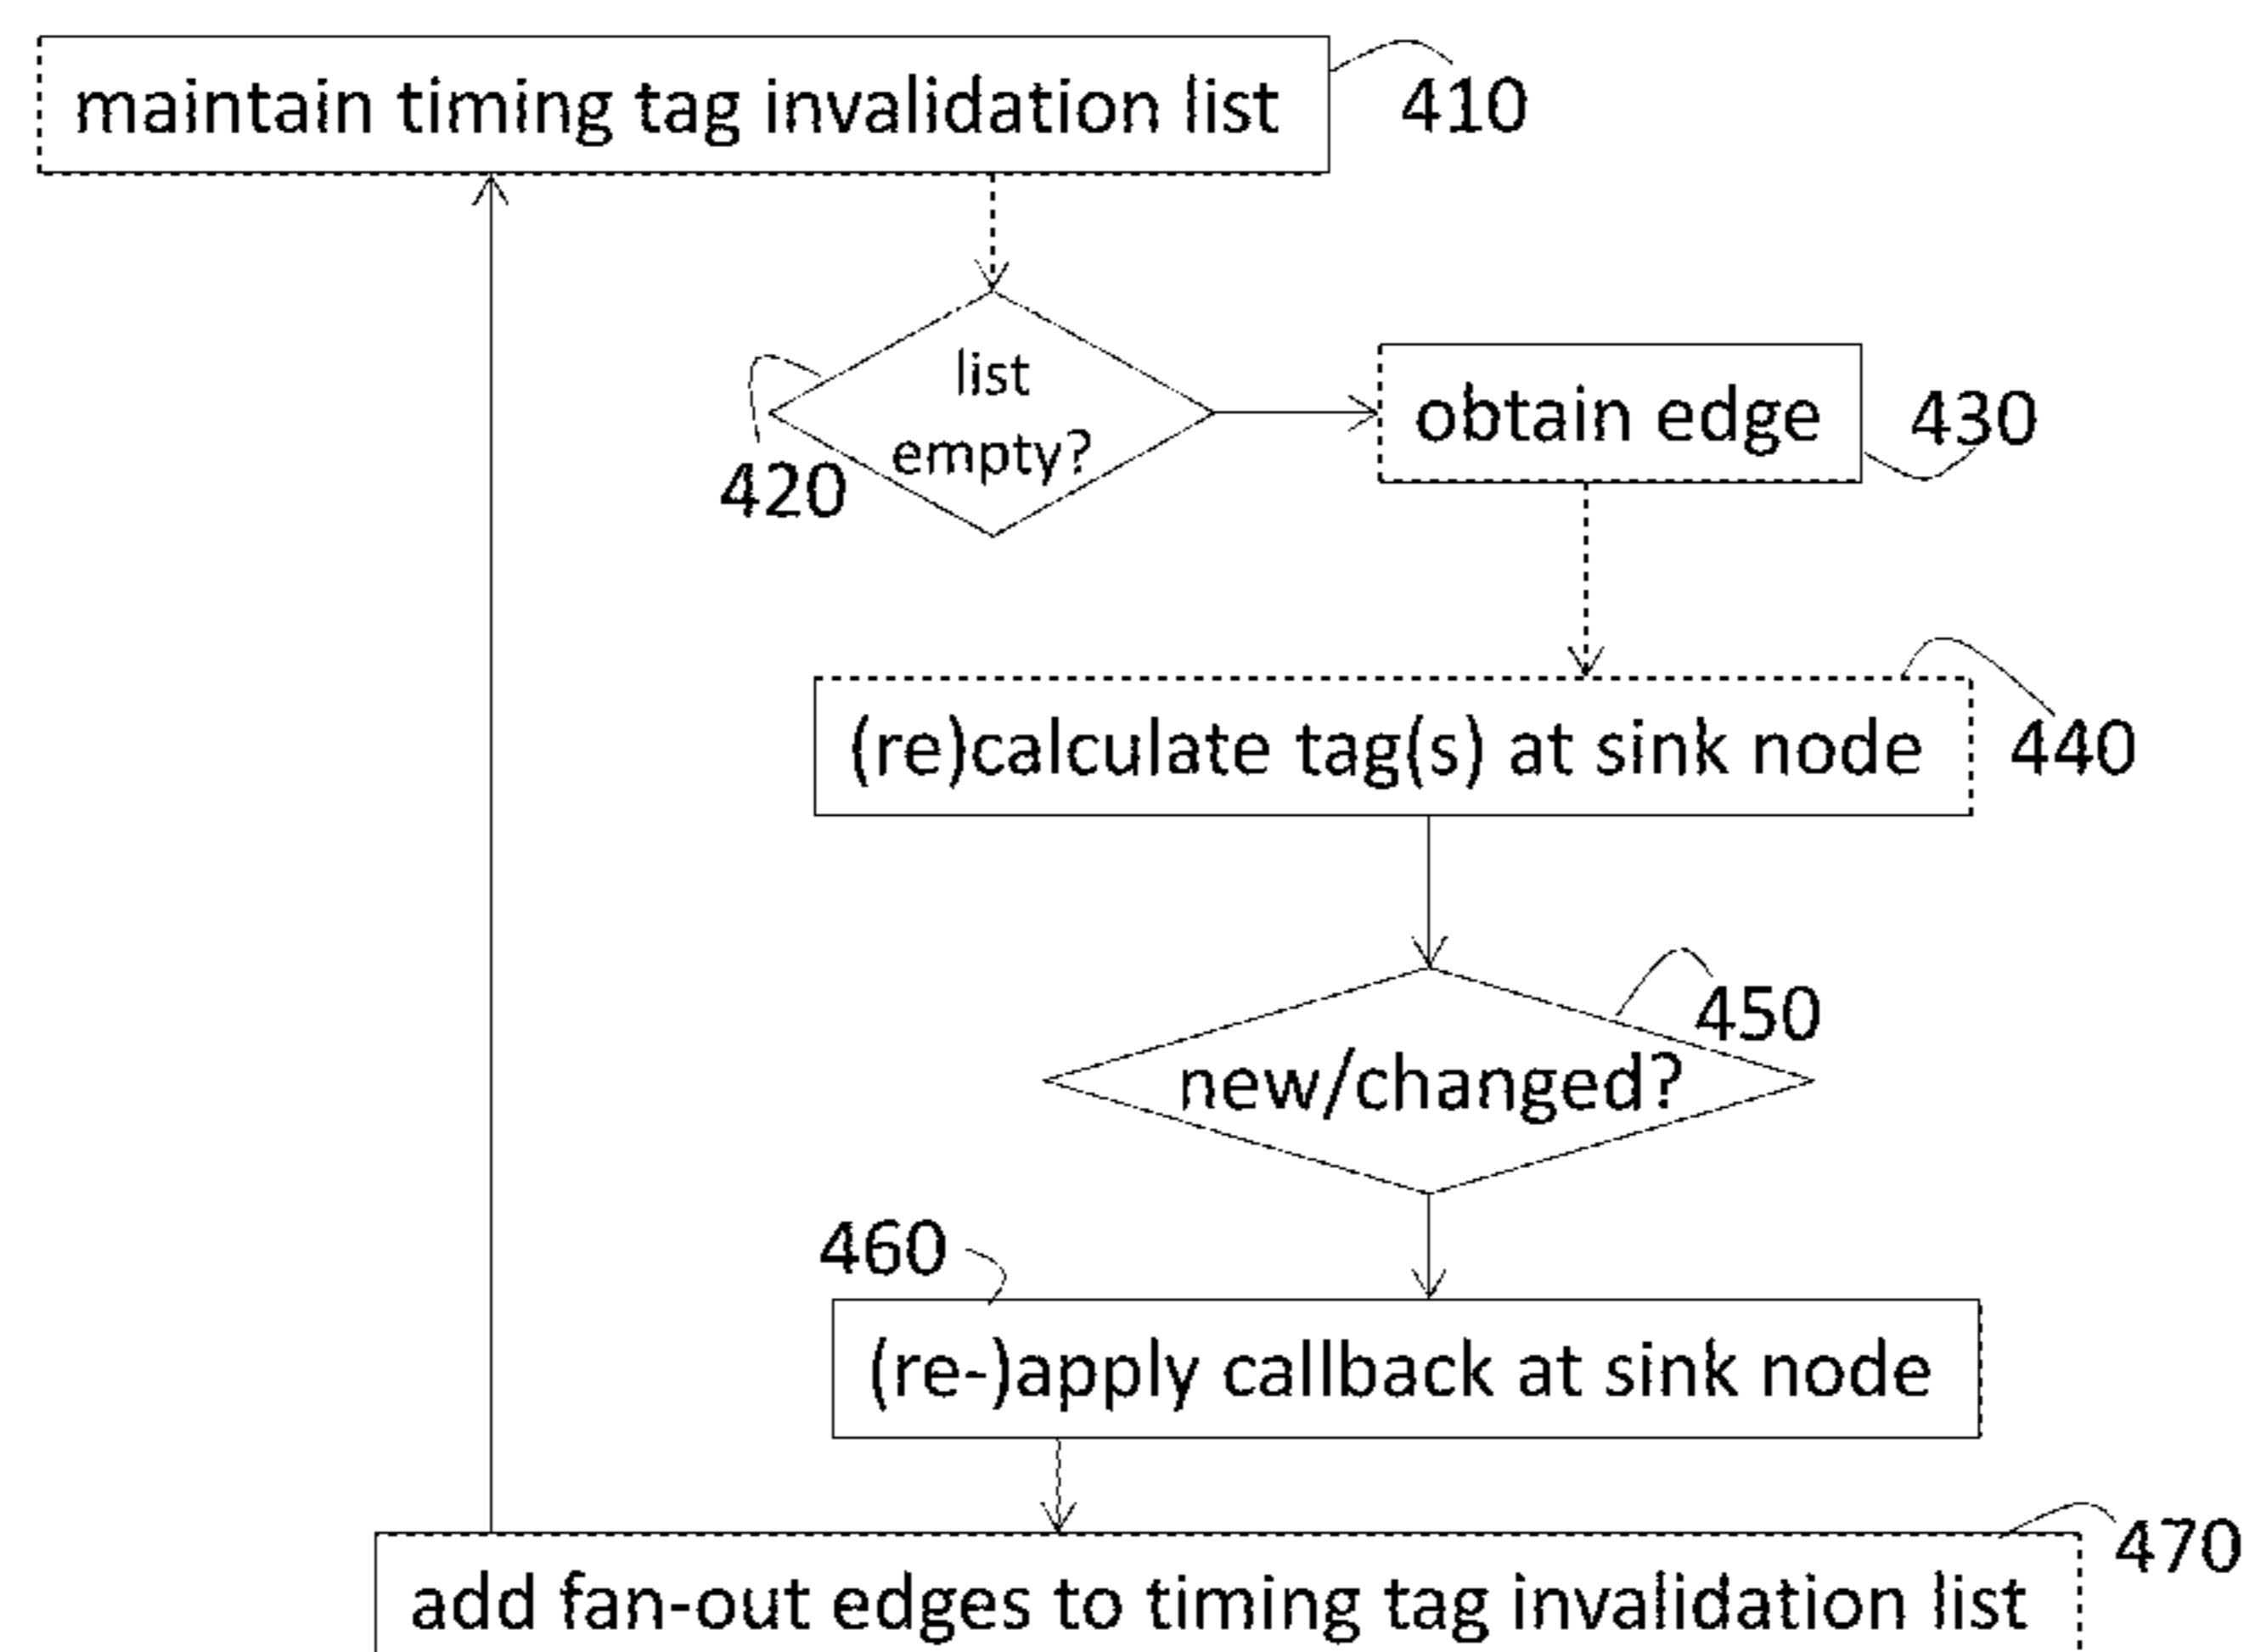 maintain timing tag invalidation list
410
list
empty?
420
obtain edge
430
(re)calculate tag(s) at sink node
440
450
new/changed?
460
(re-)apply callback at sink node
470
add fan-out edges to timing tag invalidation list